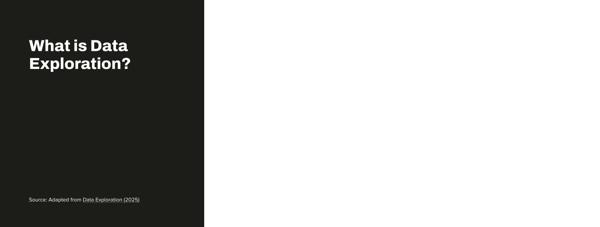 What is Data
Exploration?
Source: Adapted from Data Exploration (2025)